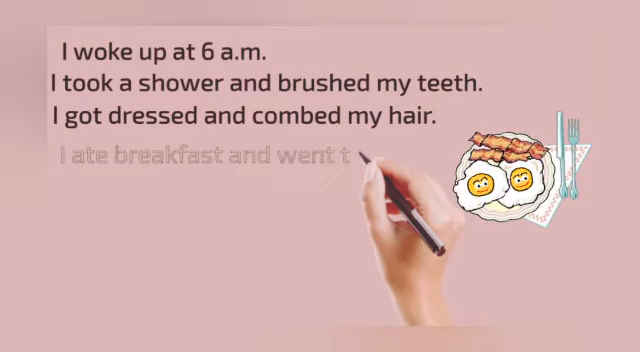 I woke up at 6 a.m.
I took a shower and brushed my teeth.
I got dressed and combed my hair.
I ate breakfast and went t